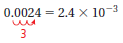 0.0024 = 2.4 × 10⁻³
3